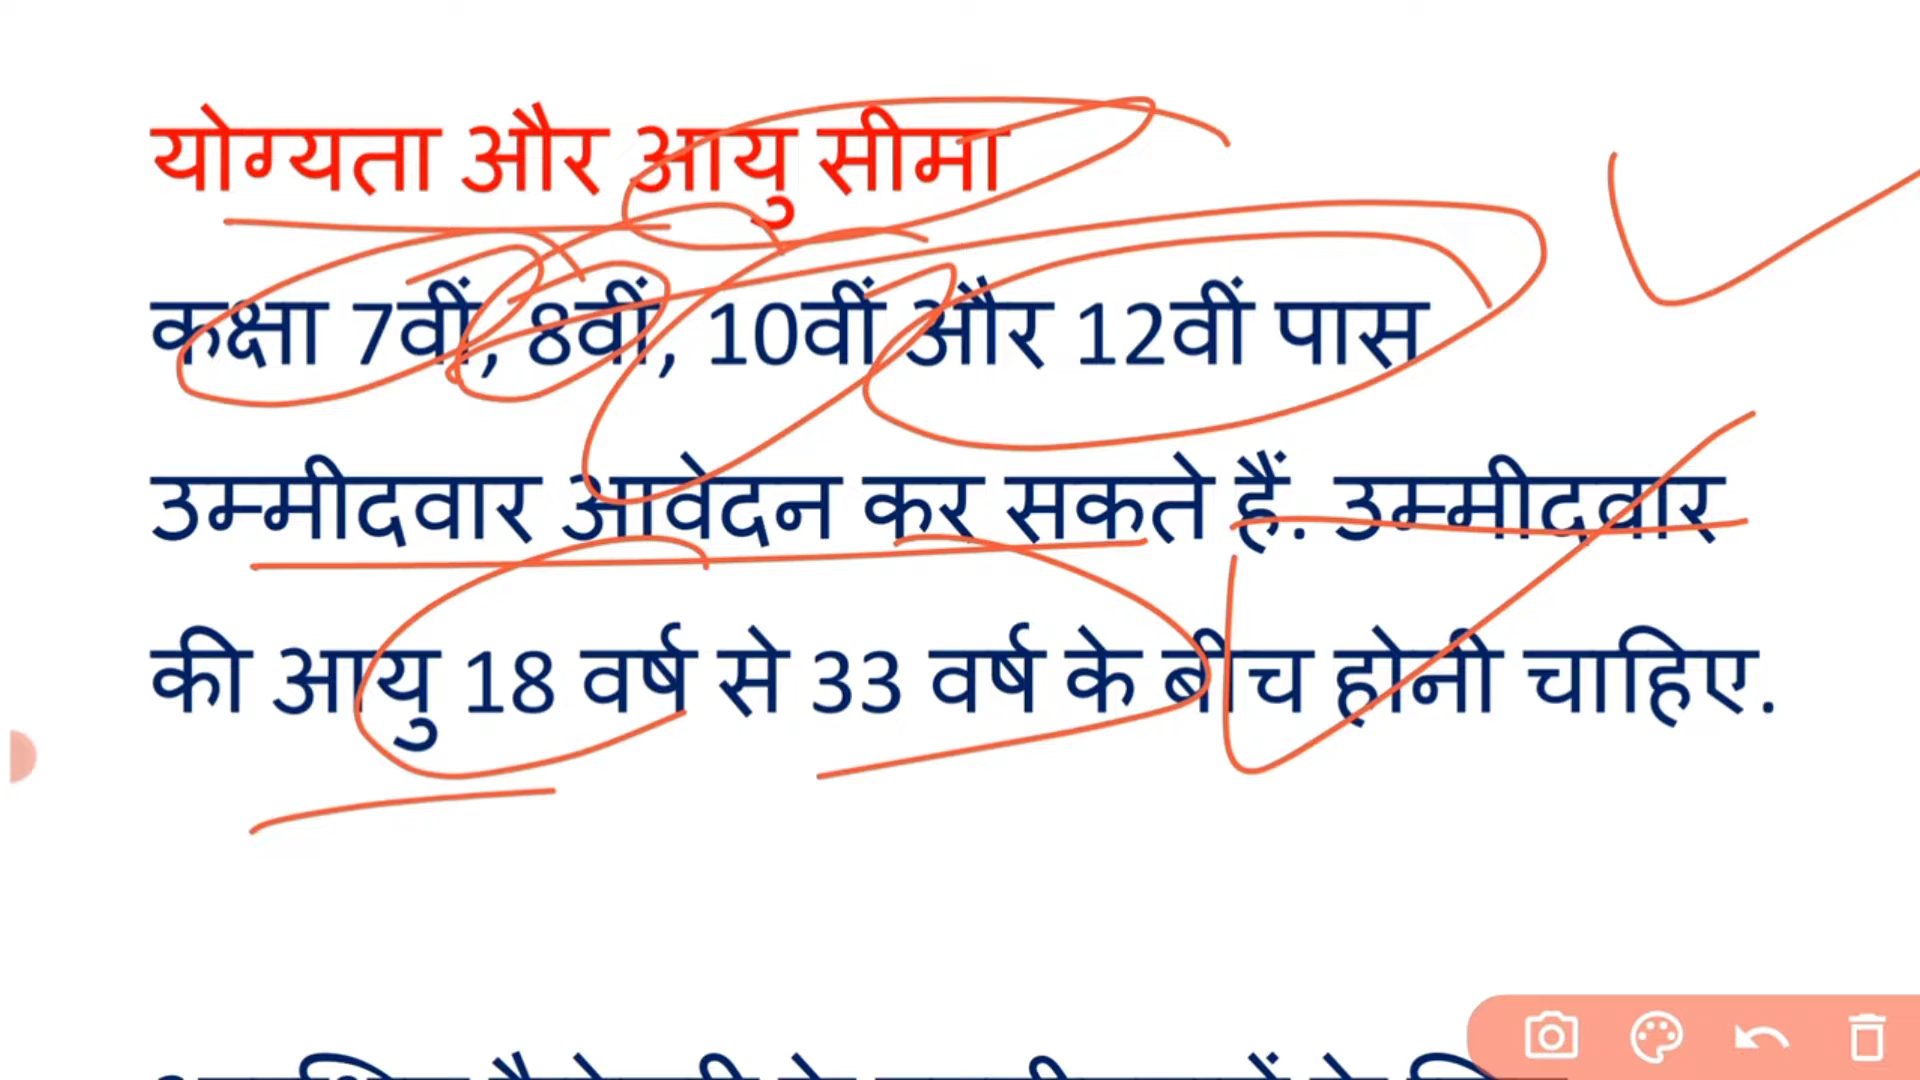 योग्यता और आयु सीमा
कक्षा 7वीं, 8वीं, 10वीं और 12वीं पास
उम्मीदवार आवेदन कर सकते हैं. उम्मीदवार
की आयु 18 वर्ष से 33 वर्ष के बीच होनी चाहिए.